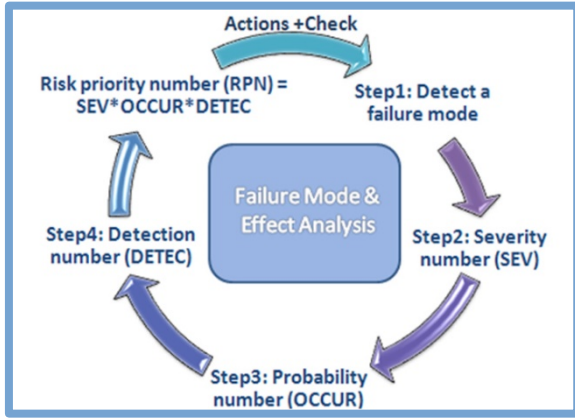 Actions +Check
Risk priority number (RPN) =
SEV*OCCUR*DETEC
Step1: Detect a
failure mode
Failure Mode &
Effect Analysis
Step2: Severity
number (SEV)
Step4: Detection
number (DETEC)
Step3: Probability
number (OCCUR)